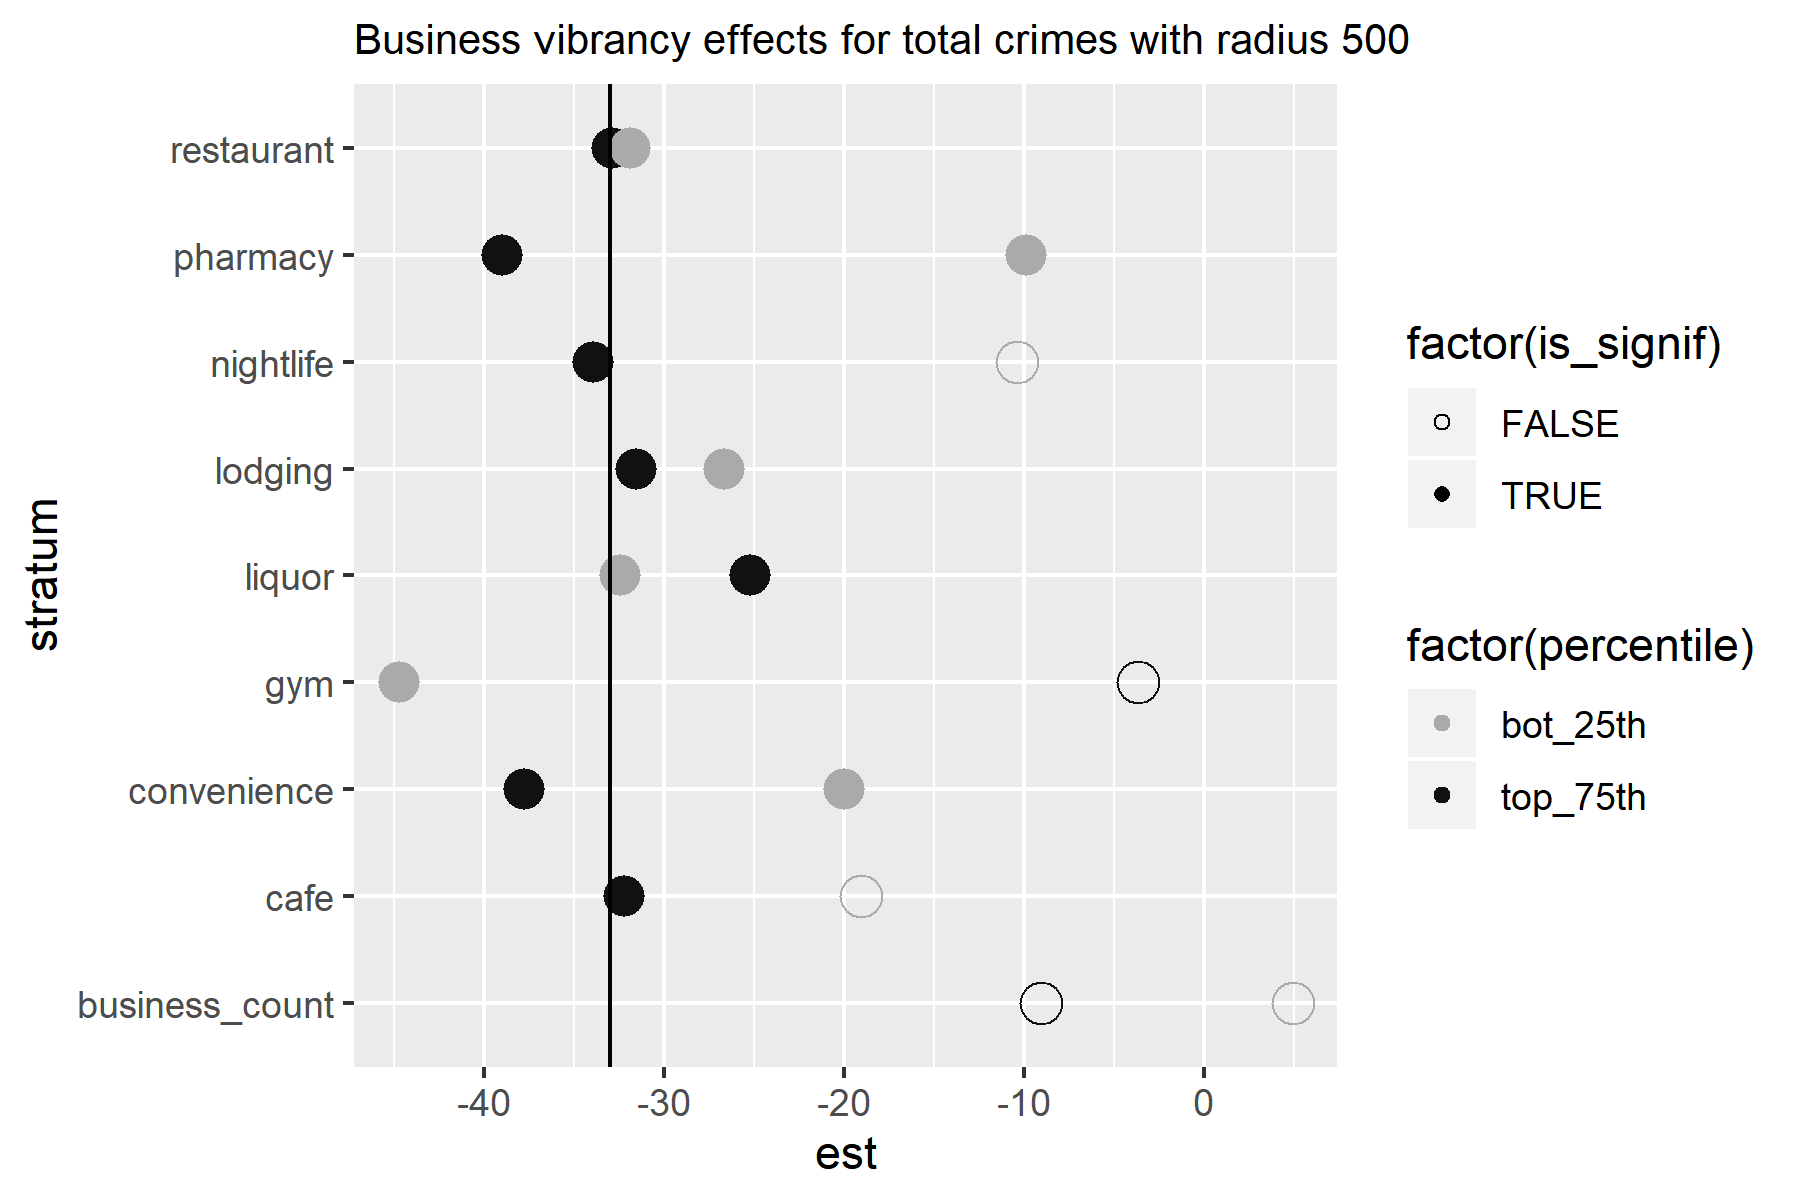 Business vibrancy effects for total crimes with radius 500
stratum
restaurant
pharmacy
nightlife
lodging
liquor
gym
convenience
cafe
business_count
-40
-30
-20
-10
0
est
factor(is_signif)
FALSE
TRUE
factor(percentile)
bot_25th
top_75th